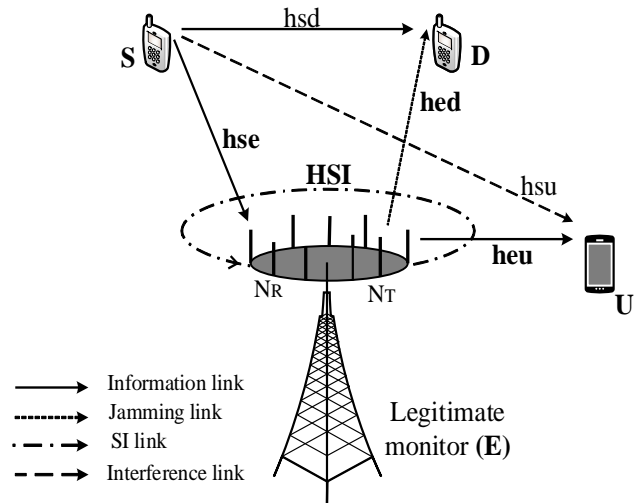 hsd
S
D
hed
hse
HSI
hsu
heu
NR
NT
U
Information link
Jamming link
SI link
Interference link
Legitimate
monitor (E)